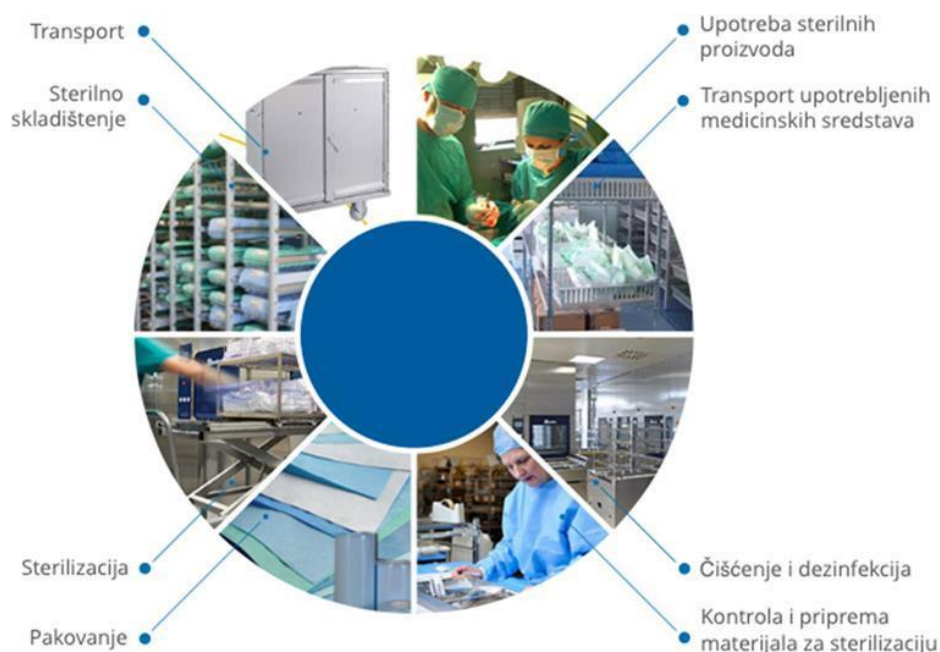 Transport
Sterilno
skladištenje
Upotreba sterilnih
proizvoda
Transport upotrebljenih
medicinskih sredstava
Sterilizacija
Pakovanje
Čišćenje i dezinfekcija
Kontrola i priprema
materijala za sterilizaciju